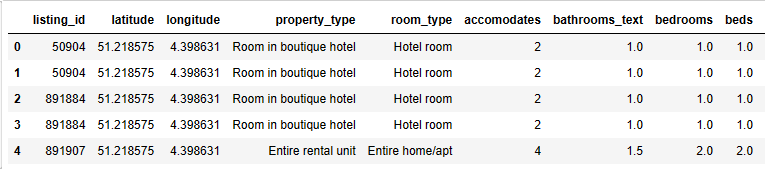 listing_id latitude longitude property_type room_type accomodates bathrooms_text bedrooms beds
0 50904 51.218575 4.398631 Room in boutique hotel Hotel room 2 1.0 1.0 1.0
1 50904 51.218575 4.398631 Room in boutique hotel Hotel room 2 1.0 1.0 1.0
2 891884 51.218575 4.398631 Room in boutique hotel Hotel room 2 1.0 1.0 1.0
3 891884 51.218575 4.398631 Room in boutique hotel Hotel room 2 1.0 1.0 1.0
4 891907 51.218575 4.398631 Entire rental unit Entire home/apt 4 1.5 2.0 2.0